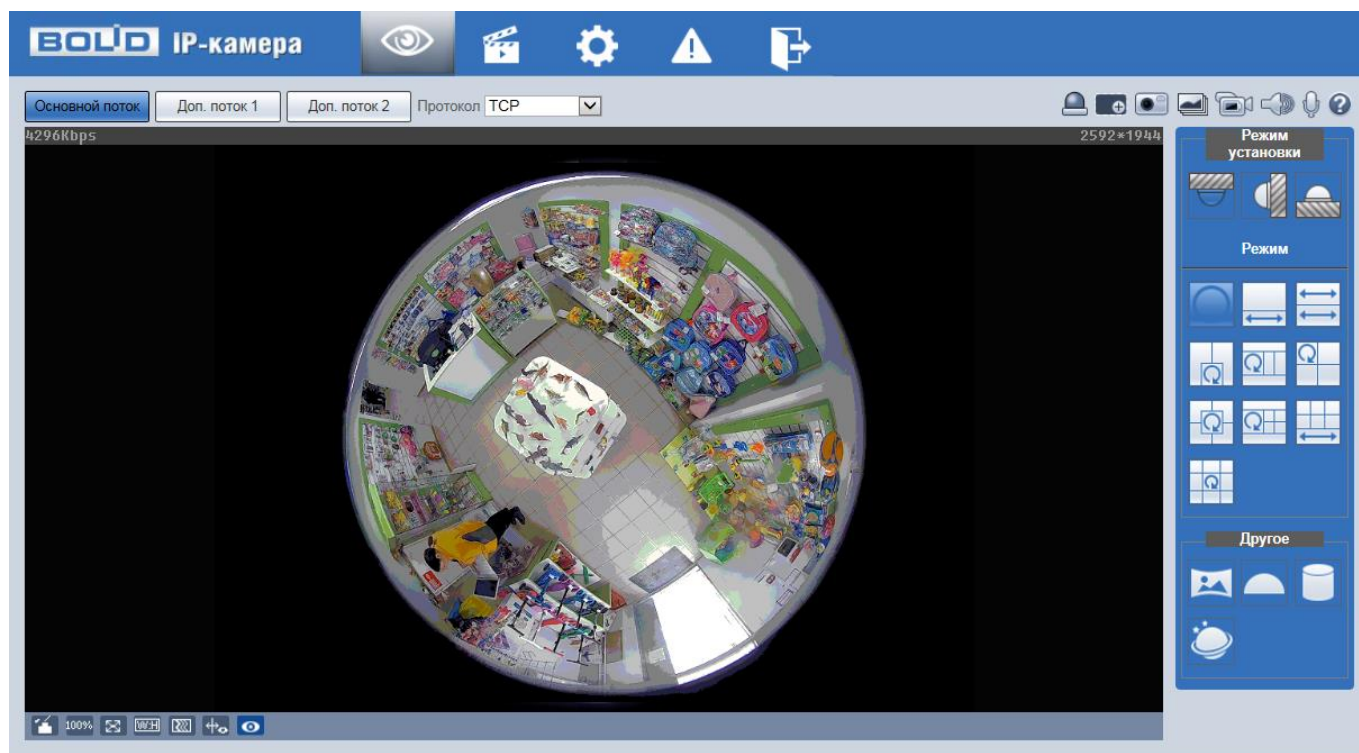 BOLID IP-камера
Основной поток Доп. поток 1 Доп. поток 2 Протокол TCP
4296Kbps 2592*1944
Режим
установки
Режим
Другое
100% W:H